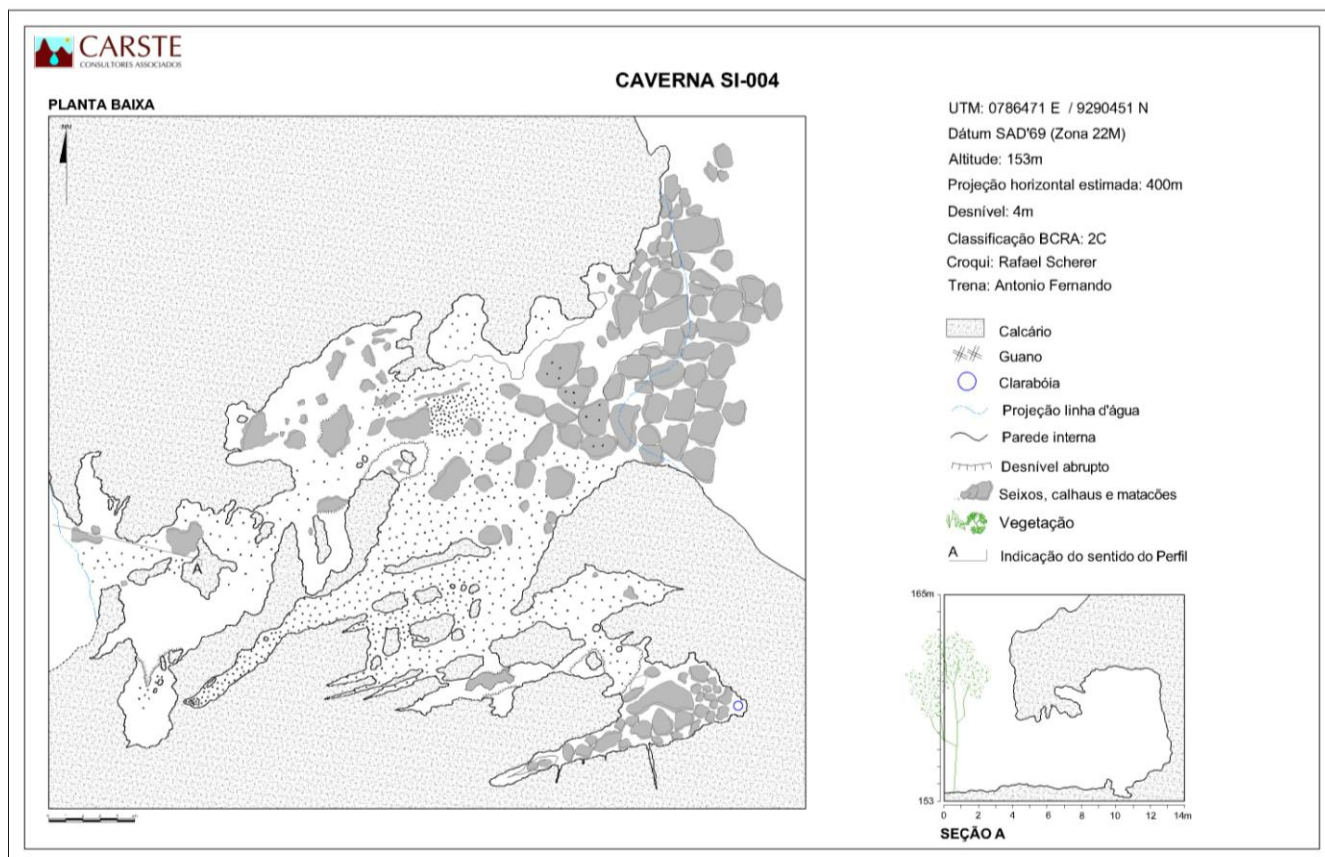 CARSTE
CONSULTORES ASSOCIADOS
CAVERNA SI-004
PLANTA BAIXA
UTM: 0786471 E / 9290451 N
Dátum SAD'69 (Zona 22M)
Altitude: 153m
Projeção horizontal estimada: 400m
Desnível: 4m
Classificação BCRA: 2C
Croqui: Rafael Scherer
Trena: Antonio Fernando
Calcário
Guano
Clarabóia
Projeção linha d'água
Parede interna
Desnível abrupto
Seixos, calhaus e matacões
Vegetação
A Indicação do sentido do Perfil
A
165m
153
0 2 4 6 8 10 12 14m
SEÇÃO A